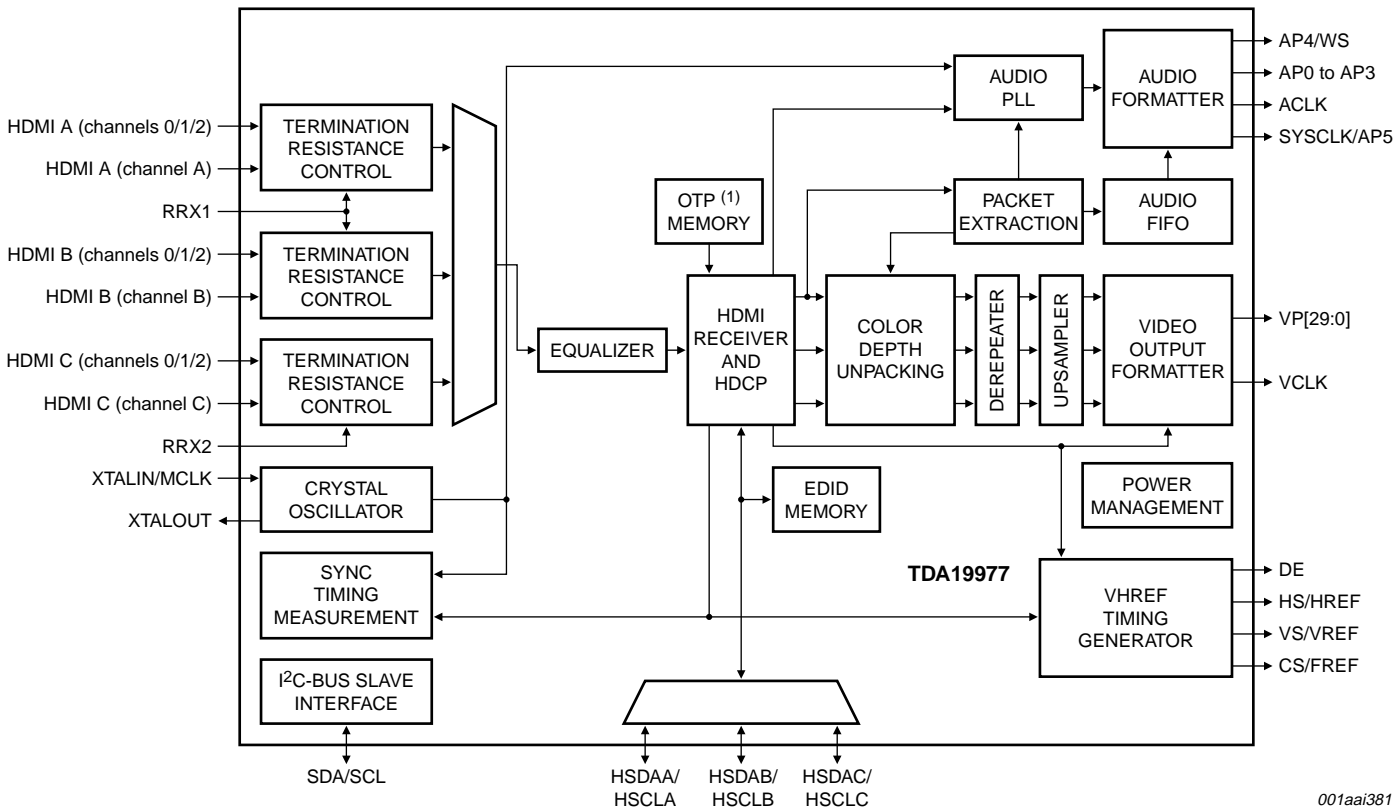 HDMI A (channels 0/1/2)
HDMI A (channel A)
RRX1
HDMI B (channels 0/1/2)
HDMI B (channel B)
HDMI C (channels 0/1/2)
HDMI C (channel C)
RRX2
XTALIN/MCLK
XTALOUT
TERMINATION
RESISTANCE
CONTROL
TERMINATION
RESISTANCE
CONTROL
TERMINATION
RESISTANCE
CONTROL
CRYSTAL
OSCILLATOR
SYNC
TIMING
MEASUREMENT
I2C-BUS SLAVE
INTERFACE
SDA/SCL
EQUALIZER
OTP (1)
MEMORY
HDMI
RECEIVER
AND
HDCP
EDID
MEMORY
HSDAA/
HSCLA
HSDAB/
HSCLB
HSDAC/
HSCLC
AUDIO
PLL
AUDIO
FORMATTER
PACKET
EXTRACTION
AUDIO
FIFO
COLOR
DEPTH
UNPACKING
DEREPEATER
UPSAMPLER
VIDEO
OUTPUT
FORMATTER
POWER
MANAGEMENT
TDA19977
VHREF
TIMING
GENERATOR
AP4/WS
AP0 to AP3
ACLK
SYSCLK/AP5
VP[29:0]
VCLK
DE
HS/HREF
VS/VREF
CS/FREF
001aai381